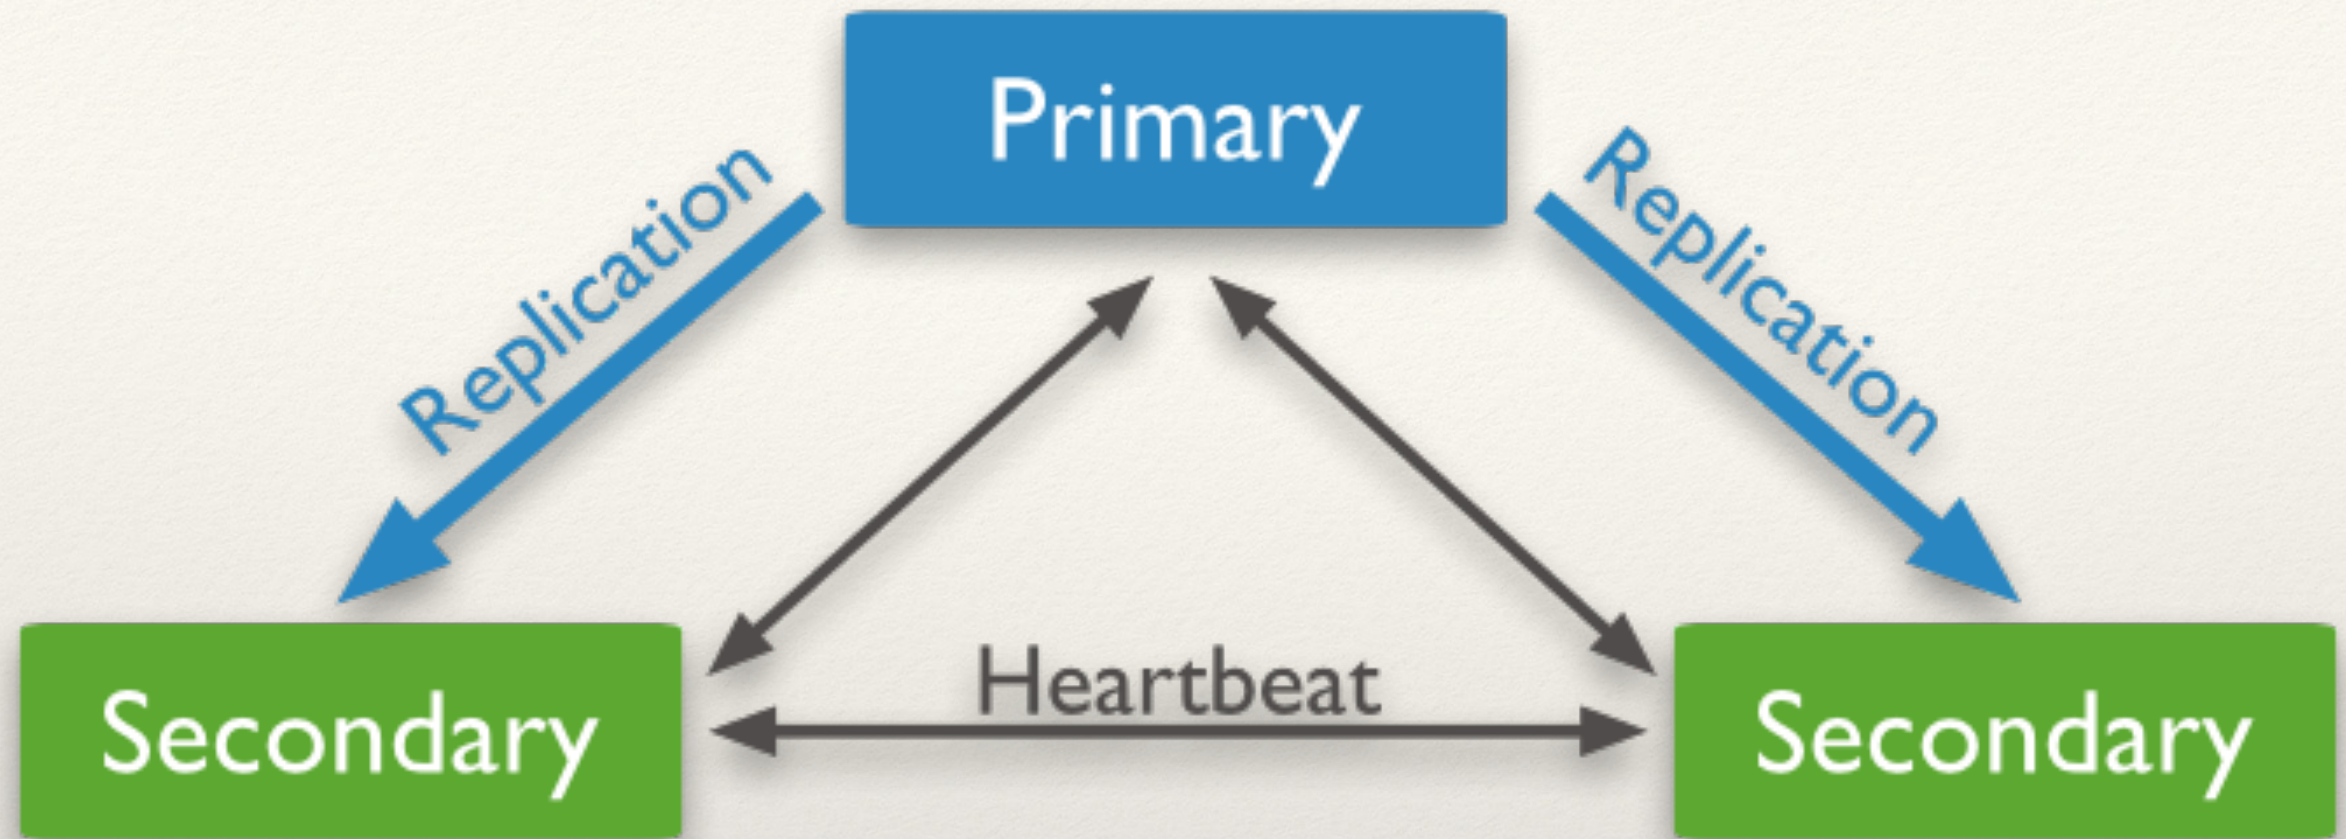 Primary
Replication
Replication
Heartbeat
Secondary
Secondary